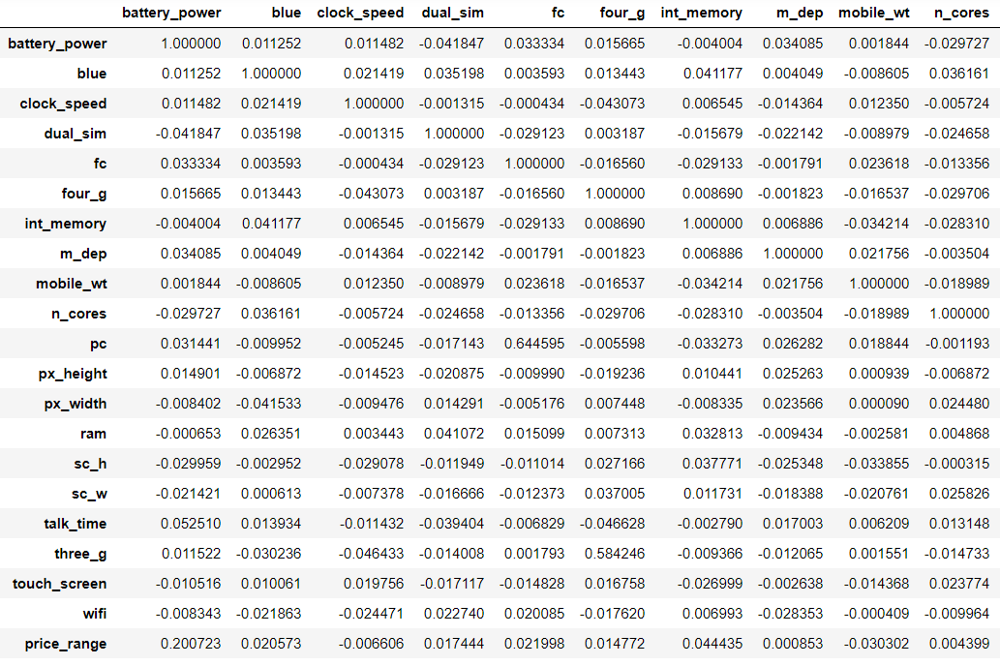 battery_power blue clock_speed dual_sim fc four_g int_memory m_dep mobile_wt n_cores
battery_power 1.000000 0.011252 0.011482 -0.041847 0.033334 0.015665 -0.004004 0.034085 0.001844 -0.029727
blue 0.011252 1.000000 0.021419 0.035198 0.003593 0.013443 0.041177 0.004049 -0.008605 0.036161
clock_speed 0.011482 0.021419 1.000000 -0.001315 -0.000434 -0.043073 0.006545 -0.014364 0.012350 -0.005724
dual_sim -0.041847 0.035198 -0.001315 1.000000 -0.029123 0.003187 -0.015679 -0.022142 -0.008979 -0.024658
fc 0.033334 0.003593 -0.000434 -0.029123 1.000000 -0.016560 -0.029133 -0.001791 0.023618 -0.013356
four_g 0.015665 0.013443 -0.043073 0.003187 -0.016560 1.000000 0.008690 -0.001823 -0.016537 -0.029706
int_memory -0.004004 0.041177 0.006545 -0.015679 -0.029133 0.008690 1.000000 0.006886 -0.034214 -0.028310
m_dep 0.034085 0.004049 -0.014364 -0.022142 -0.001791 -0.001823 0.006886 1.000000 0.021756 -0.003504
mobile_wt 0.001844 -0.008605 0.012350 -0.008979 0.023618 -0.016537 -0.034214 0.021756 1.000000 -0.018989
n_cores -0.029727 0.036161 -0.005724 -0.024658 -0.013356 -0.029706 -0.028310 -0.003504 -0.018989 1.000000
pc 0.031441 -0.009952 -0.005245 -0.017143 0.644595 -0.005598 -0.033273 0.026282 0.018844 -0.001193
px_height 0.014901 -0.006872 -0.014523 -0.020875 -0.009990 -0.019236 0.010441 0.025263 0.000939 -0.006872
px_width -0.008402 -0.041533 -0.009476 0.014291 -0.005176 0.007448 -0.008335 0.023566 0.000090 0.024480
ram -0.000653 0.026351 0.003443 0.041072 0.015099 0.007313 0.032813 -0.009434 -0.002581 0.004868
sc_h -0.029959 -0.002952 -0.029078 -0.011949 -0.011014 0.027166 0.037771 -0.025348 -0.033855 -0.000315
sc_w -0.021421 0.000613 -0.007378 -0.016666 -0.012373 0.037005 0.011731 -0.018388 -0.020761 0.025826
talk_time 0.052510 0.013934 -0.011432 -0.039404 -0.006829 -0.046628 -0.002790 0.017003 0.006209 0.013148
three_g 0.011522 -0.030236 -0.046433 -0.014008 0.001793 0.584246 -0.009366 -0.012065 0.001551 -0.014733
touch_screen -0.010516 0.010061 0.019756 -0.017117 -0.014828 0.016758 -0.026999 -0.002638 -0.014368 0.023774
wifi -0.008343 -0.021863 -0.024471 0.022740 0.020085 -0.017620 0.006993 -0.028353 -0.000409 -0.009964
price_range 0.200723 0.020573 -0.006606 0.017444 0.021998 0.014772 0.044435 0.000853 -0.030302 0.004399